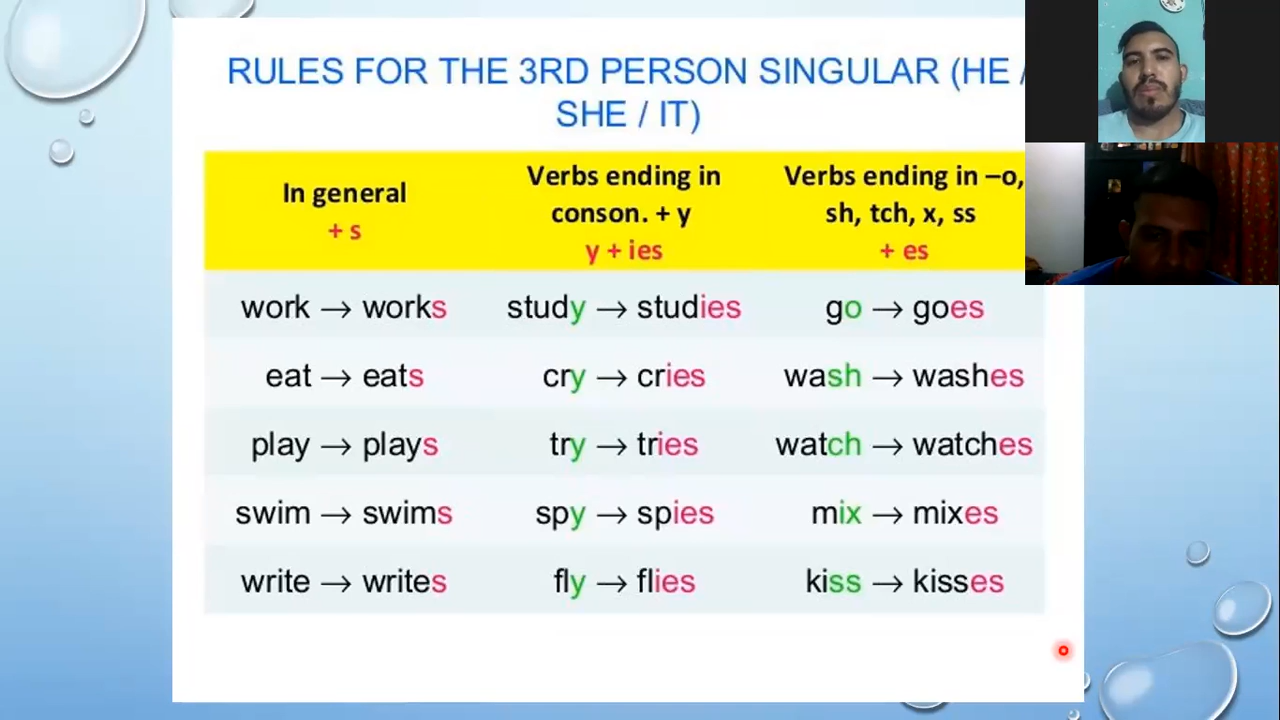 RULES FOR THE 3RD PERSON SINGULAR (HE /
SHE / IT)
In general
+ s
Verbs ending in
conson. + y
y + ies
Verbs ending in –o,
sh, tch, x, ss
+ es
work → works
study → studies
go → goes
eat → eats
cry → cries
wash → washes
play → plays
try → tries
watch → watches
swim → swims
spy → spies
mix → mixes
write → writes
fly → flies
kiss → kisses